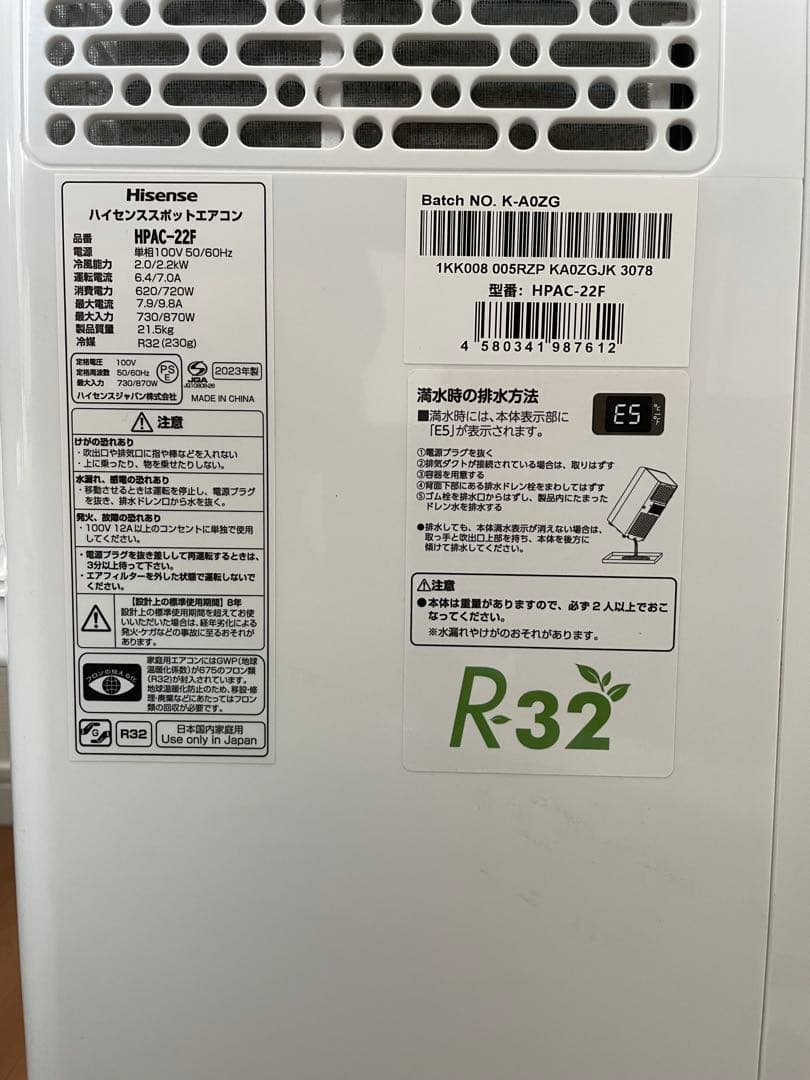 Hisense
ハイセンススポットエアコン
品番 HPAC-22F
電源 単相100V 50/60Hz
冷風能力 2.0/2.2kW
運転電流 6.4/7.0A
消費電力 620/720W
最大電流 7.9/9.8A
最大入力 730/870W
製品質量 21.5kg
冷媒 R32(230g)
定格電圧 100V
定格周波数 50/60Hz
最大入力 730/870W
ハイセンスジャパン株式会社
PSE
JQA
2023年製
MADE IN CHINA
注意
けがの恐れあり
・吹出口や排気口に指や棒などを入れない
・上に乗ったり、物を乗せたりしない。
水漏れ、感電の恐れあり
・移動させるときは運転を停止し、電源プラグ
を抜き、排水ドレン口から水を抜く。
発火、故障の恐れあり
・100V 12A以上のコンセントに単独で使用
してください。
・電源プラグを抜き差しして再運転するときは、
3分以上待って下さい。
・エアフィルターを外した状態で運転しないで
ください。
【設計上の標準使用期間】8年
設計上の標準使用期間を超えてお使
いいただいた場合は、経年劣化による
発火・ケガなどの事故に至るおそれが
あります。
フロンの見える化
家庭用エアコンにはGWP(地球
温暖化係数)が675のフロン類
(R32)が封入されています。
地球温暖化防止のため、移設・修
理・廃棄などにあたってはフロン
類の回収が必要です。
G
R32
日本国内家庭用
Use only in Japan
Batch NO. K-A0ZG
1KK008 005RZP KA0ZGJK 3078
型番: HPAC-22F
4 580341 987612
満水時の排水方法
■満水時には、本体表示部に
「E5」が表示されます。
E5
①電源プラグを抜く
②排気ダクトが接続されている場合は、取りはずす
③容器を用意する
④背面下部にある排水ドレン栓をまわしてはずす
⑤ゴム栓を排水口からはずし、製品内にたまった
ドレン水を排水する
●排水しても、本体満水表示が消えない場合は、
取っ手と吹出口上部を持ち、本体を後方に
傾けて排水してください。
注意
●本体は重量がありますので、必ず2人以上でおこ
なってください。
※水漏れやけがのおそれがあります。
R-32